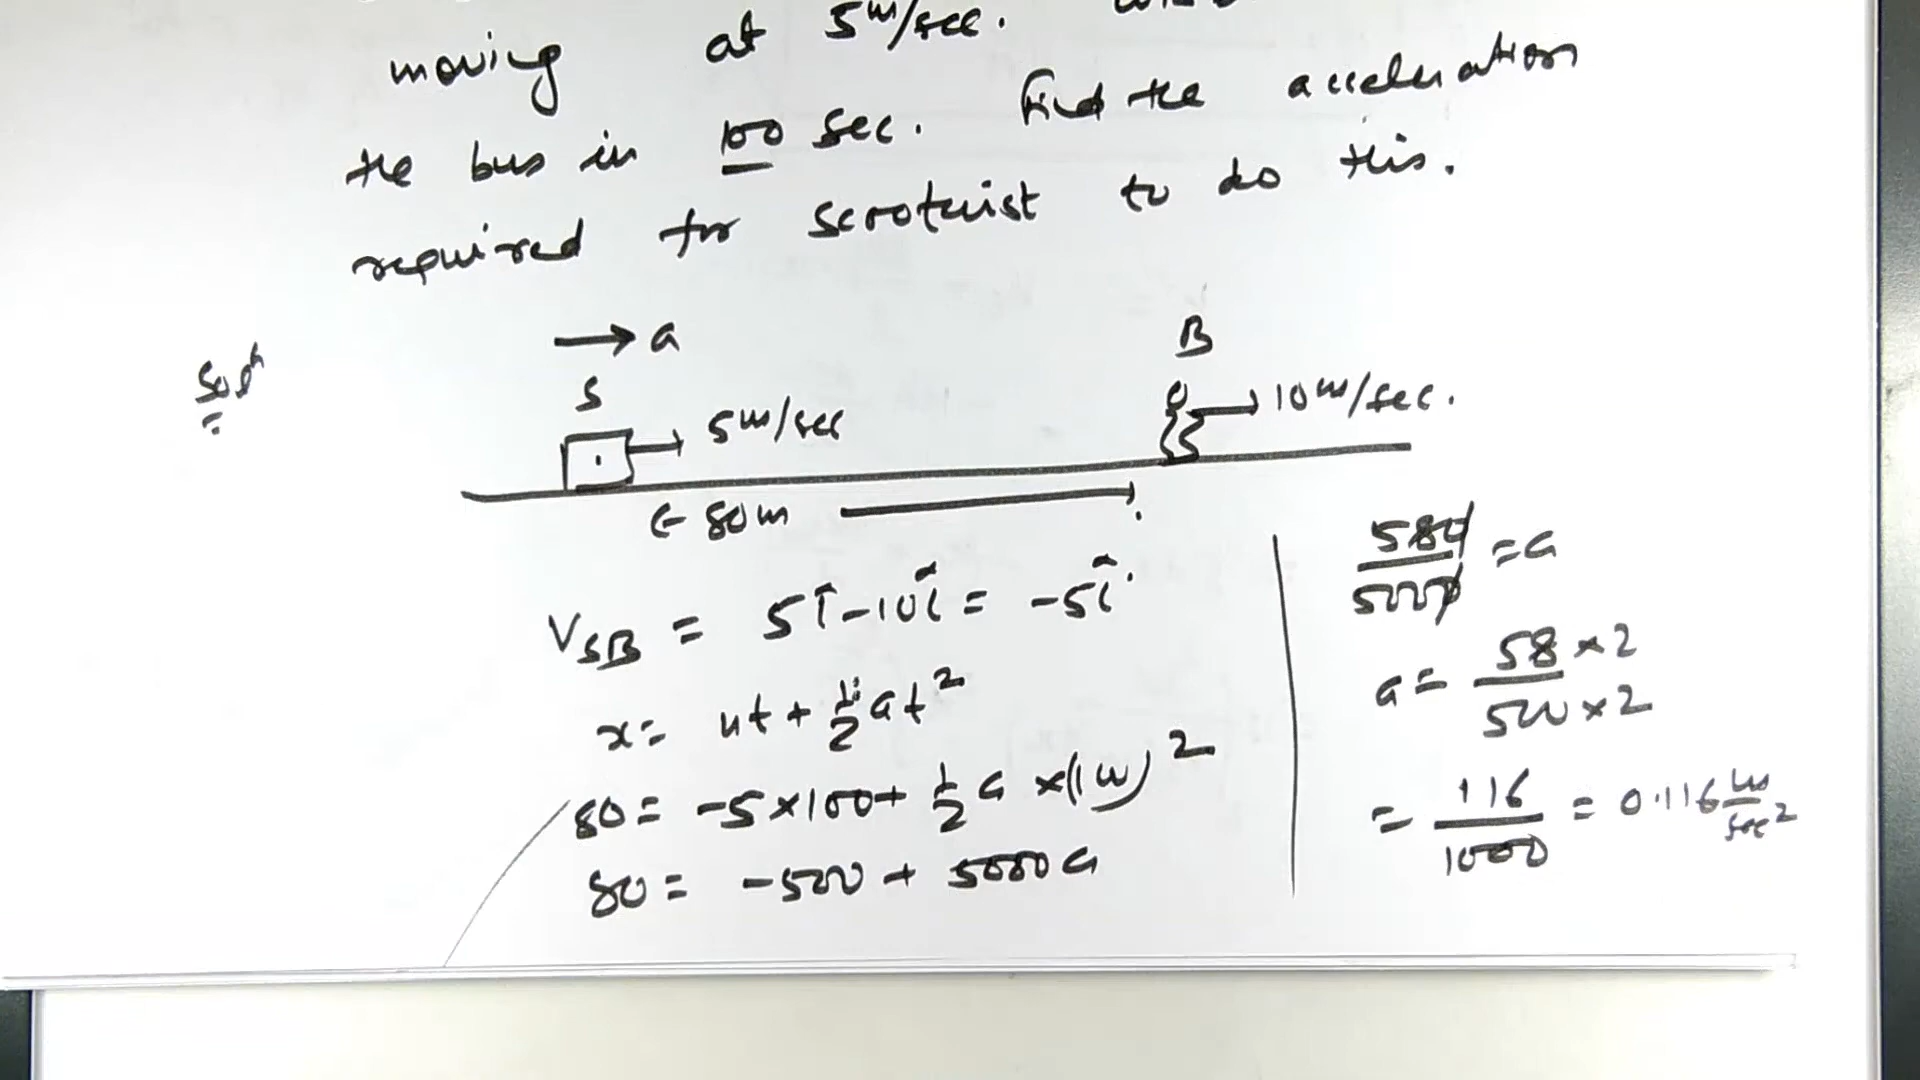 moving at 5m/sec.
the bus in 100 sec. Find the acceleration
required for scooterist to do this.
Solⁿ
→ a
S
B
5m/sec
10m/sec.
← 80m →
V_SB = 5î - 10î = -5î
x = ut + 1/2 at²
80 = -5×100 + 1/2 a ×(100)²
80 = -500 + 5000a
580/5000 = a
a = 58×2/500×2
= 116/1000 = 0.116 m/sec²